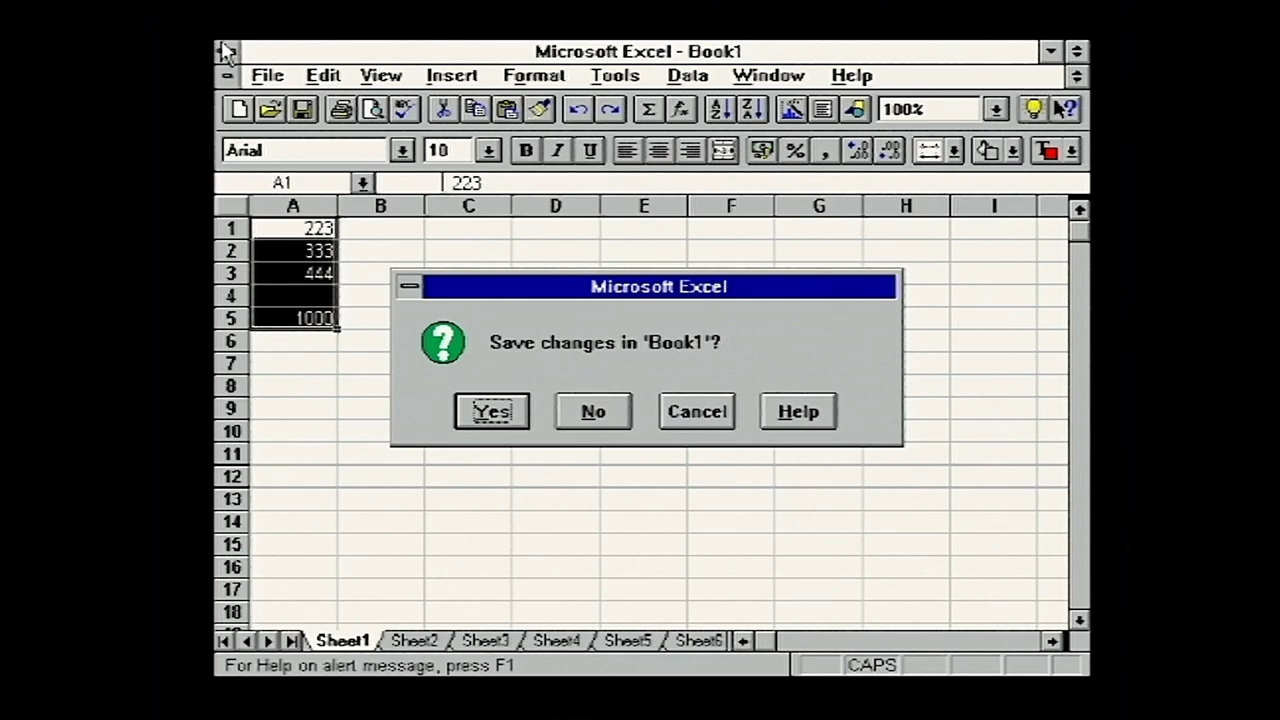 Microsoft Excel - Book1
File Edit View Insert Format Tools Data Window Help
100%
Arial 10 B I U % ,
A1 223
A B C D E F G H I
1 223
2 333
3 444
4
5 1000
6
7
8
9
10
11
12
13
14
15
16
17
18
Microsoft Excel
Save changes in 'Book1'?
Yes No Cancel Help
Sheet1 Sheet2 Sheet3 Sheet4 Sheet5 Sheet6
For Help on alert message, press F1 CAPS